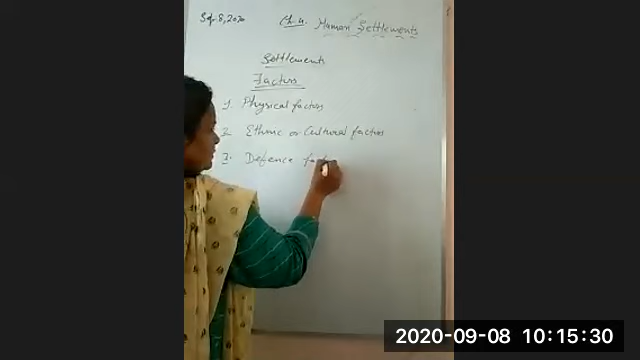 Sep. 8, 2020
Ch. 4. Human Settlements
Settlements
Factors
1. Physical factors
2. Ethnic or Cultural factors
3. Defence fact
2020-09-08 10:15:30